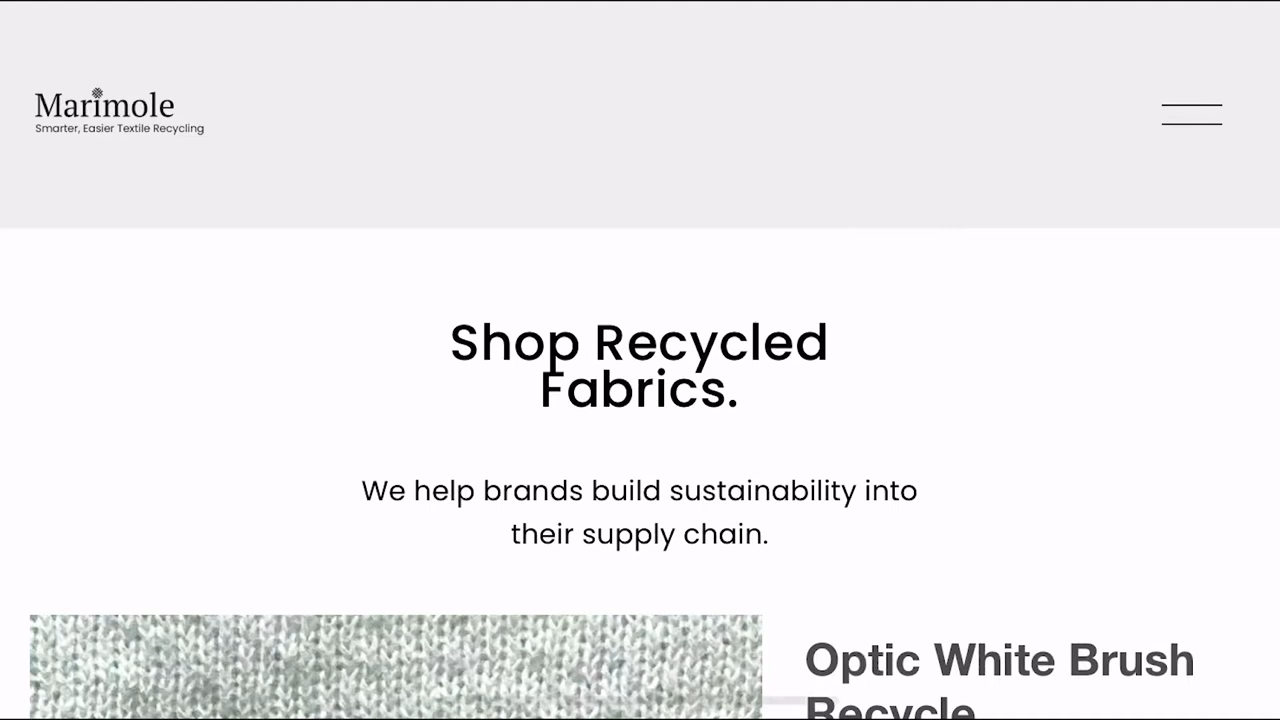 Marimole
Smarter, Easier Textile Recycling
Shop Recycled
Fabrics.
We help brands build sustainability into
their supply chain.
Optic White Brush
Recycle